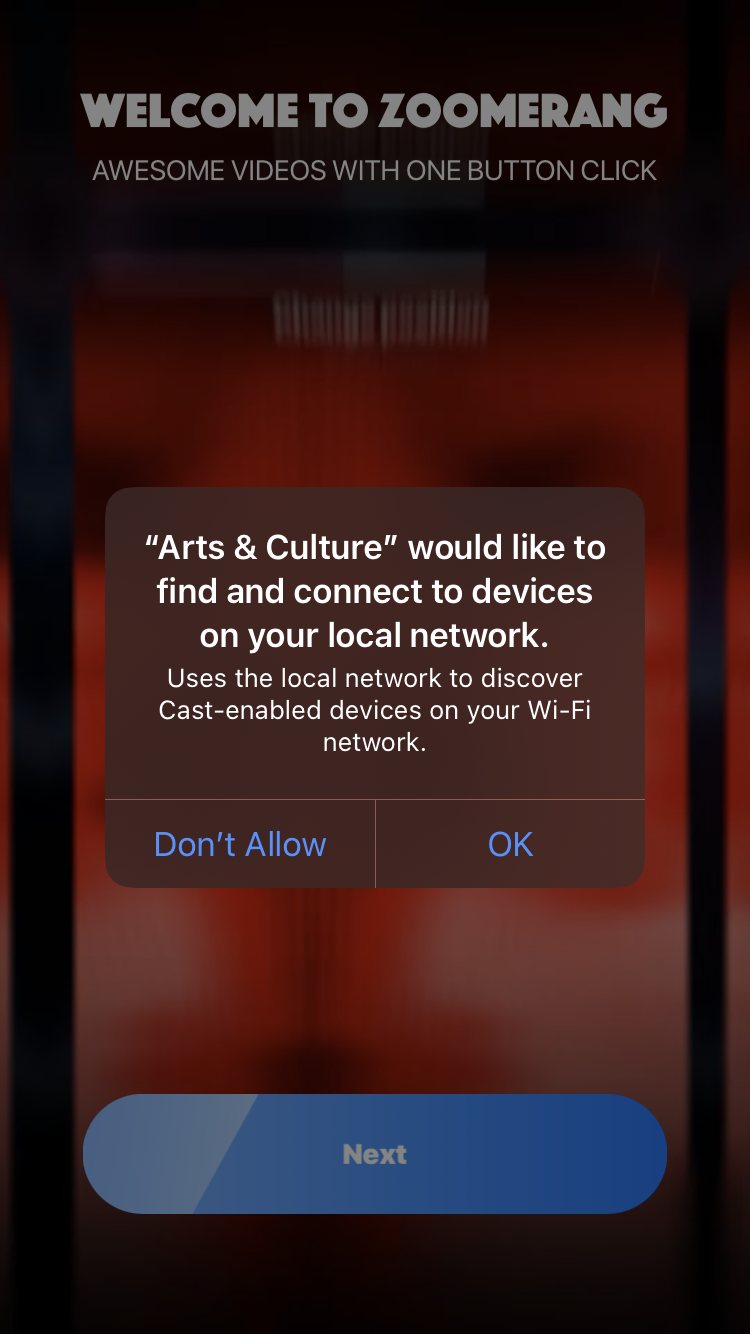 WELCOME TO ZOOMERANG
AWESOME VIDEOS WITH ONE BUTTON CLICK
“Arts & Culture” would like to
find and connect to devices
on your local network.
Uses the local network to discover
Cast-enabled devices on your Wi-Fi
network.
Don’t Allow
OK
Next